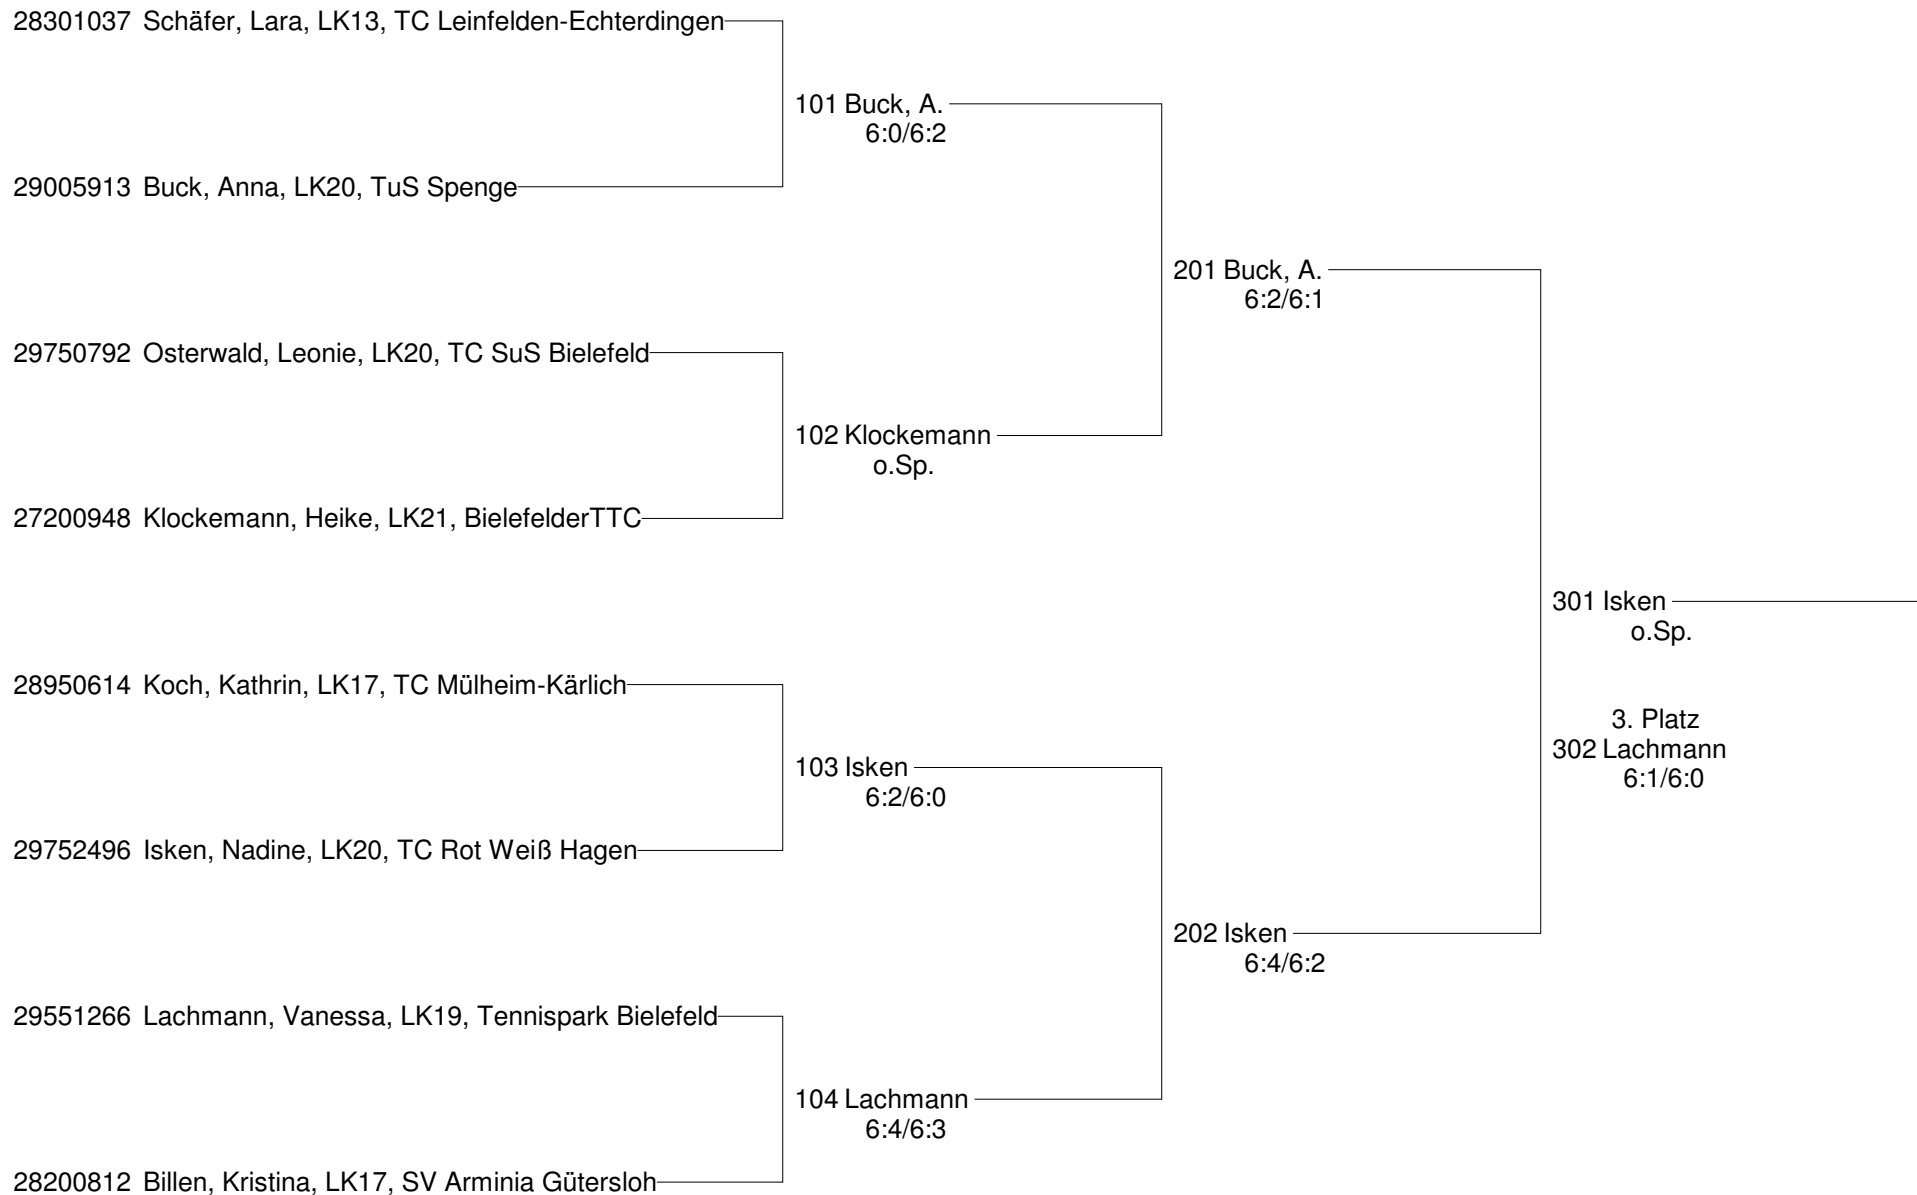 28301037 Schäfer, Lara, LK13, TC Leinfelden-Echterdingen
101 Buck, A.
6:0/6:2
29005913 Buck, Anna, LK20, TuS Spenge
201 Buck, A.
6:2/6:1
29750792 Osterwald, Leonie, LK20, TC SuS Bielefeld
102 Klockemann
o.Sp.
27200948 Klockemann, Heike, LK21, BielefelderTTC
301 Isken
o.Sp.
28950614 Koch, Kathrin, LK17, TC Mülheim-Kärlich
3. Platz
302 Lachmann
6:1/6:0
103 Isken
6:2/6:0
29752496 Isken, Nadine, LK20, TC Rot Weiß Hagen
202 Isken
6:4/6:2
29551266 Lachmann, Vanessa, LK19, Tennispark Bielefeld
104 Lachmann
6:4/6:3
28200812 Billen, Kristina, LK17, SV Arminia Gütersloh